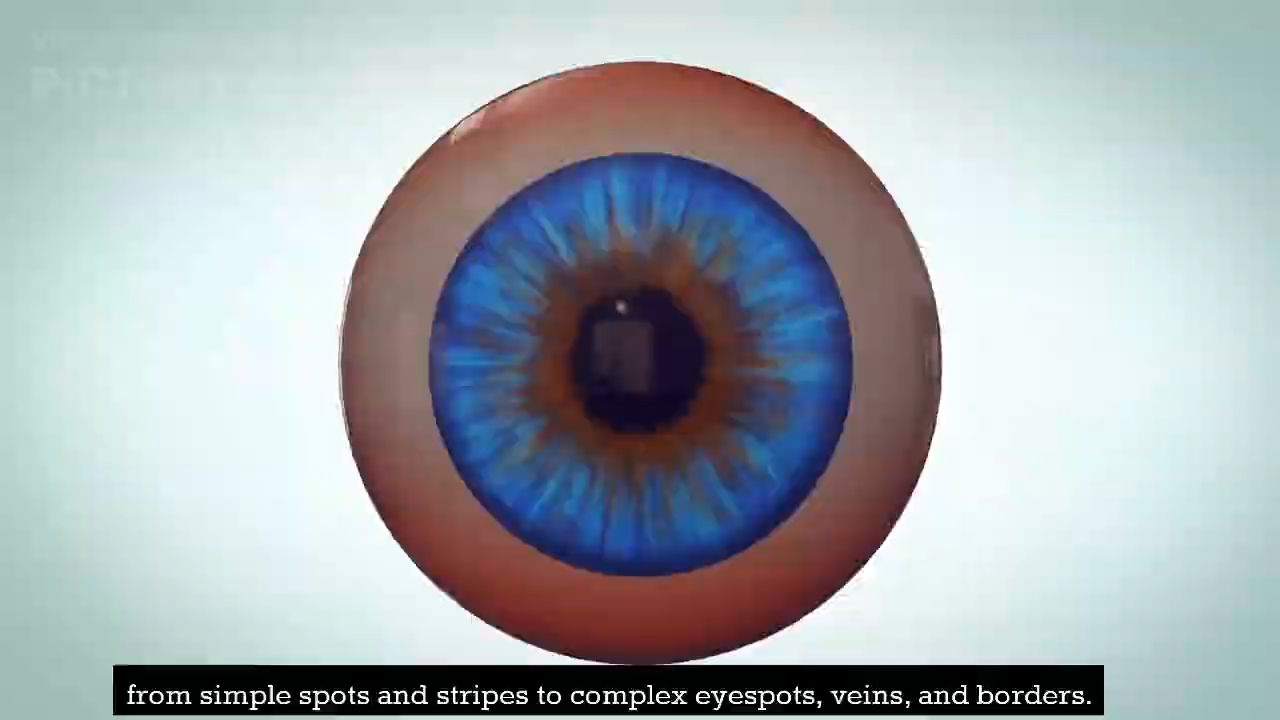 from simple spots and stripes to complex eyespots, veins, and borders.